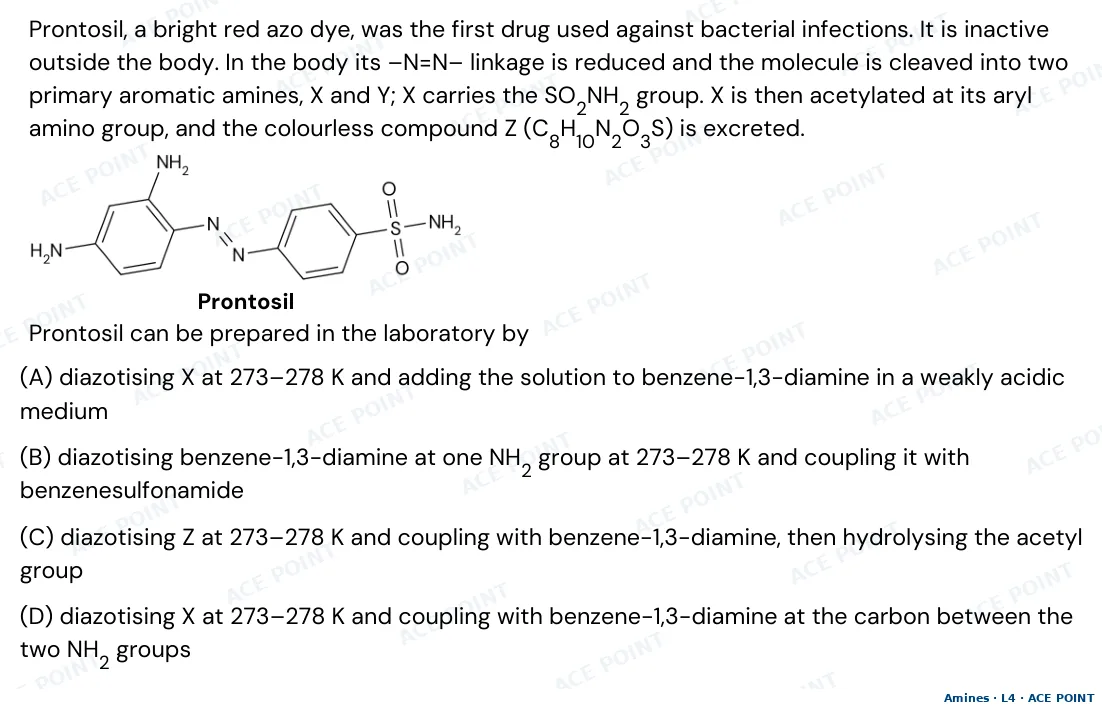 Prontosil, a bright red azo dye, was the first drug used against bacterial infections. It is inactive
outside the body. In the body its –N=N– linkage is reduced and the molecule is cleaved into two
primary aromatic amines, X and Y; X carries the SO₂NH₂ group. X is then acetylated at its aryl
amino group, and the colourless compound Z (C₈H₁₀N₂O₃S) is excreted.
NH₂
O
N
S
NH₂
H₂N
N
O
Prontosil
Prontosil can be prepared in the laboratory by
(A) diazotising X at 273–278 K and adding the solution to benzene-1,3-diamine in a weakly acidic
medium
(B) diazotising benzene-1,3-diamine at one NH₂ group at 273–278 K and coupling it with
benzenesulfonamide
(C) diazotising Z at 273–278 K and coupling with benzene-1,3-diamine, then hydrolysing the acetyl
group
(D) diazotising X at 273–278 K and coupling with benzene-1,3-diamine at the carbon between the
two NH₂ groups
Amines · L4 · ACE POINT
ACE POINT